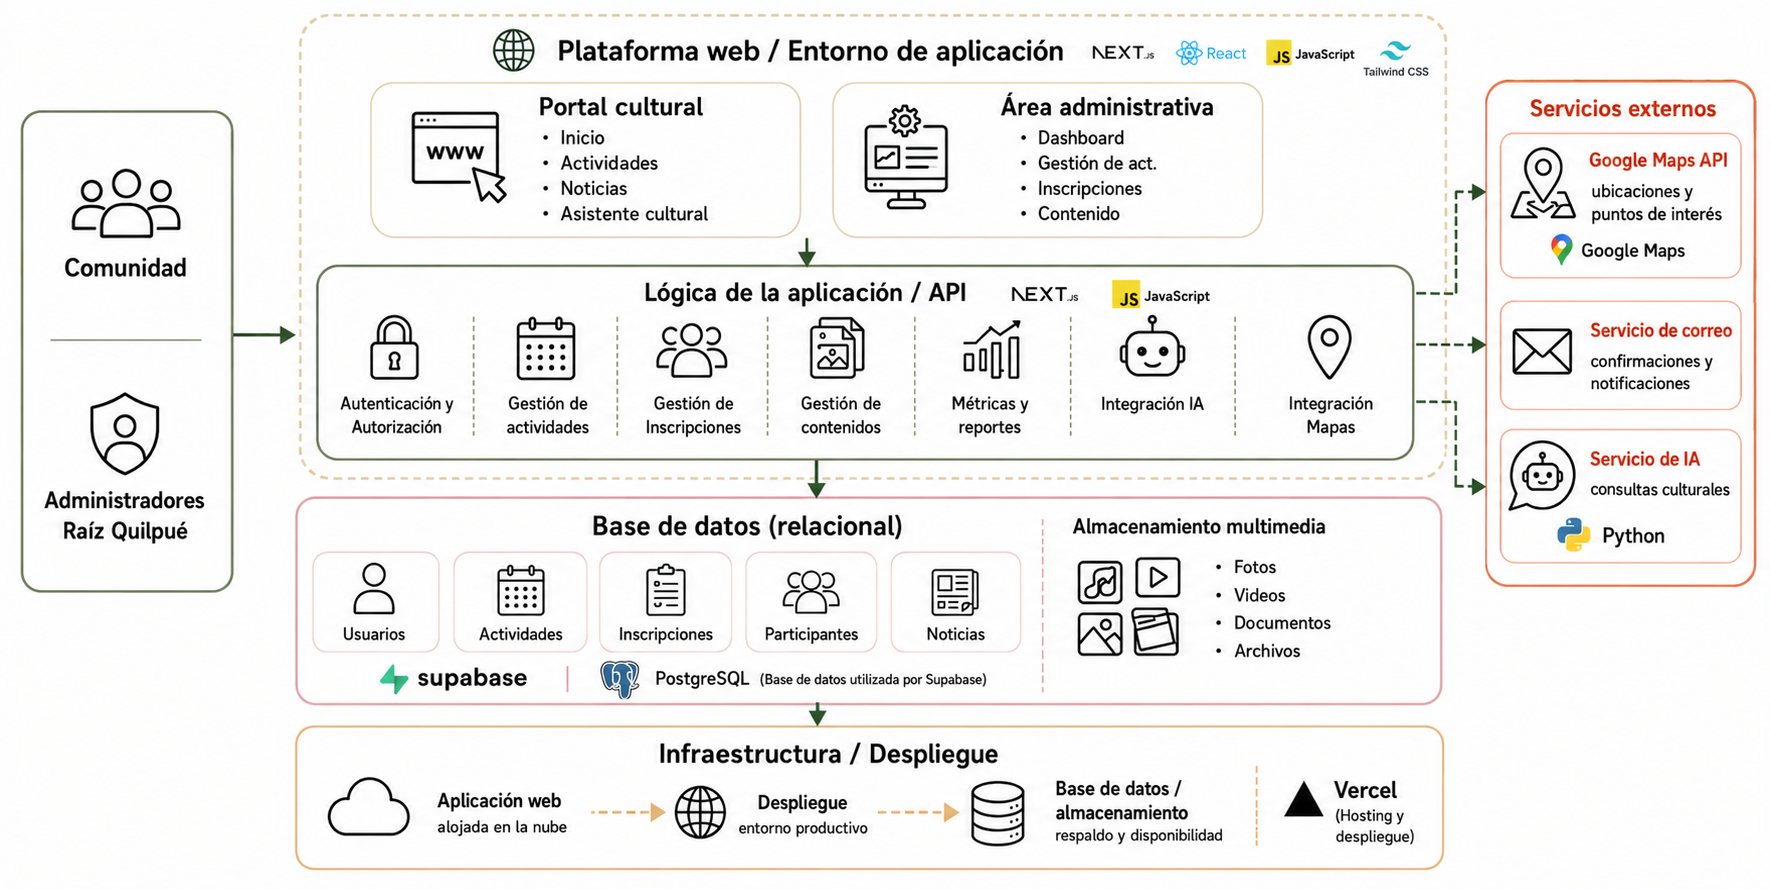 Comunidad
Administradores
Raíz Quilpué
Plataforma web / Entorno de aplicación
NEXT.JS
React
JS JavaScript
Tailwind CSS
Portal cultural
WWW
• Inicio
• Actividades
• Noticias
• Asistente cultural
Área administrativa
• Dashboard
• Gestión de act.
• Inscripciones
• Contenido
Lógica de la aplicación / API
NEXT.JS
JS JavaScript
Autenticación y
Autorización
Gestión de
actividades
Gestión de
Inscripciones
Gestión de
contenidos
Métricas y
reportes
Integración IA
Integración
Mapas
Servicios externos
Google Maps API
ubicaciones y
puntos de interés
Google Maps
Servicio de correo
confirmaciones y
notificaciones
Servicio de IA
consultas culturales
Python
Base de datos (relacional)
Usuarios
Actividades
Inscripciones
Participantes
Noticias
supabase
PostgreSQL (Base de datos utilizada por Supabase)
Almacenamiento multimedia
• Fotos
• Videos
• Documentos
• Archivos
Infraestructura / Despliegue
Aplicación web
alojada en la nube
Despliegue
entorno productivo
Base de datos /
almacenamiento
respaldo y disponibilidad
Vercel
(Hosting y
despliegue)